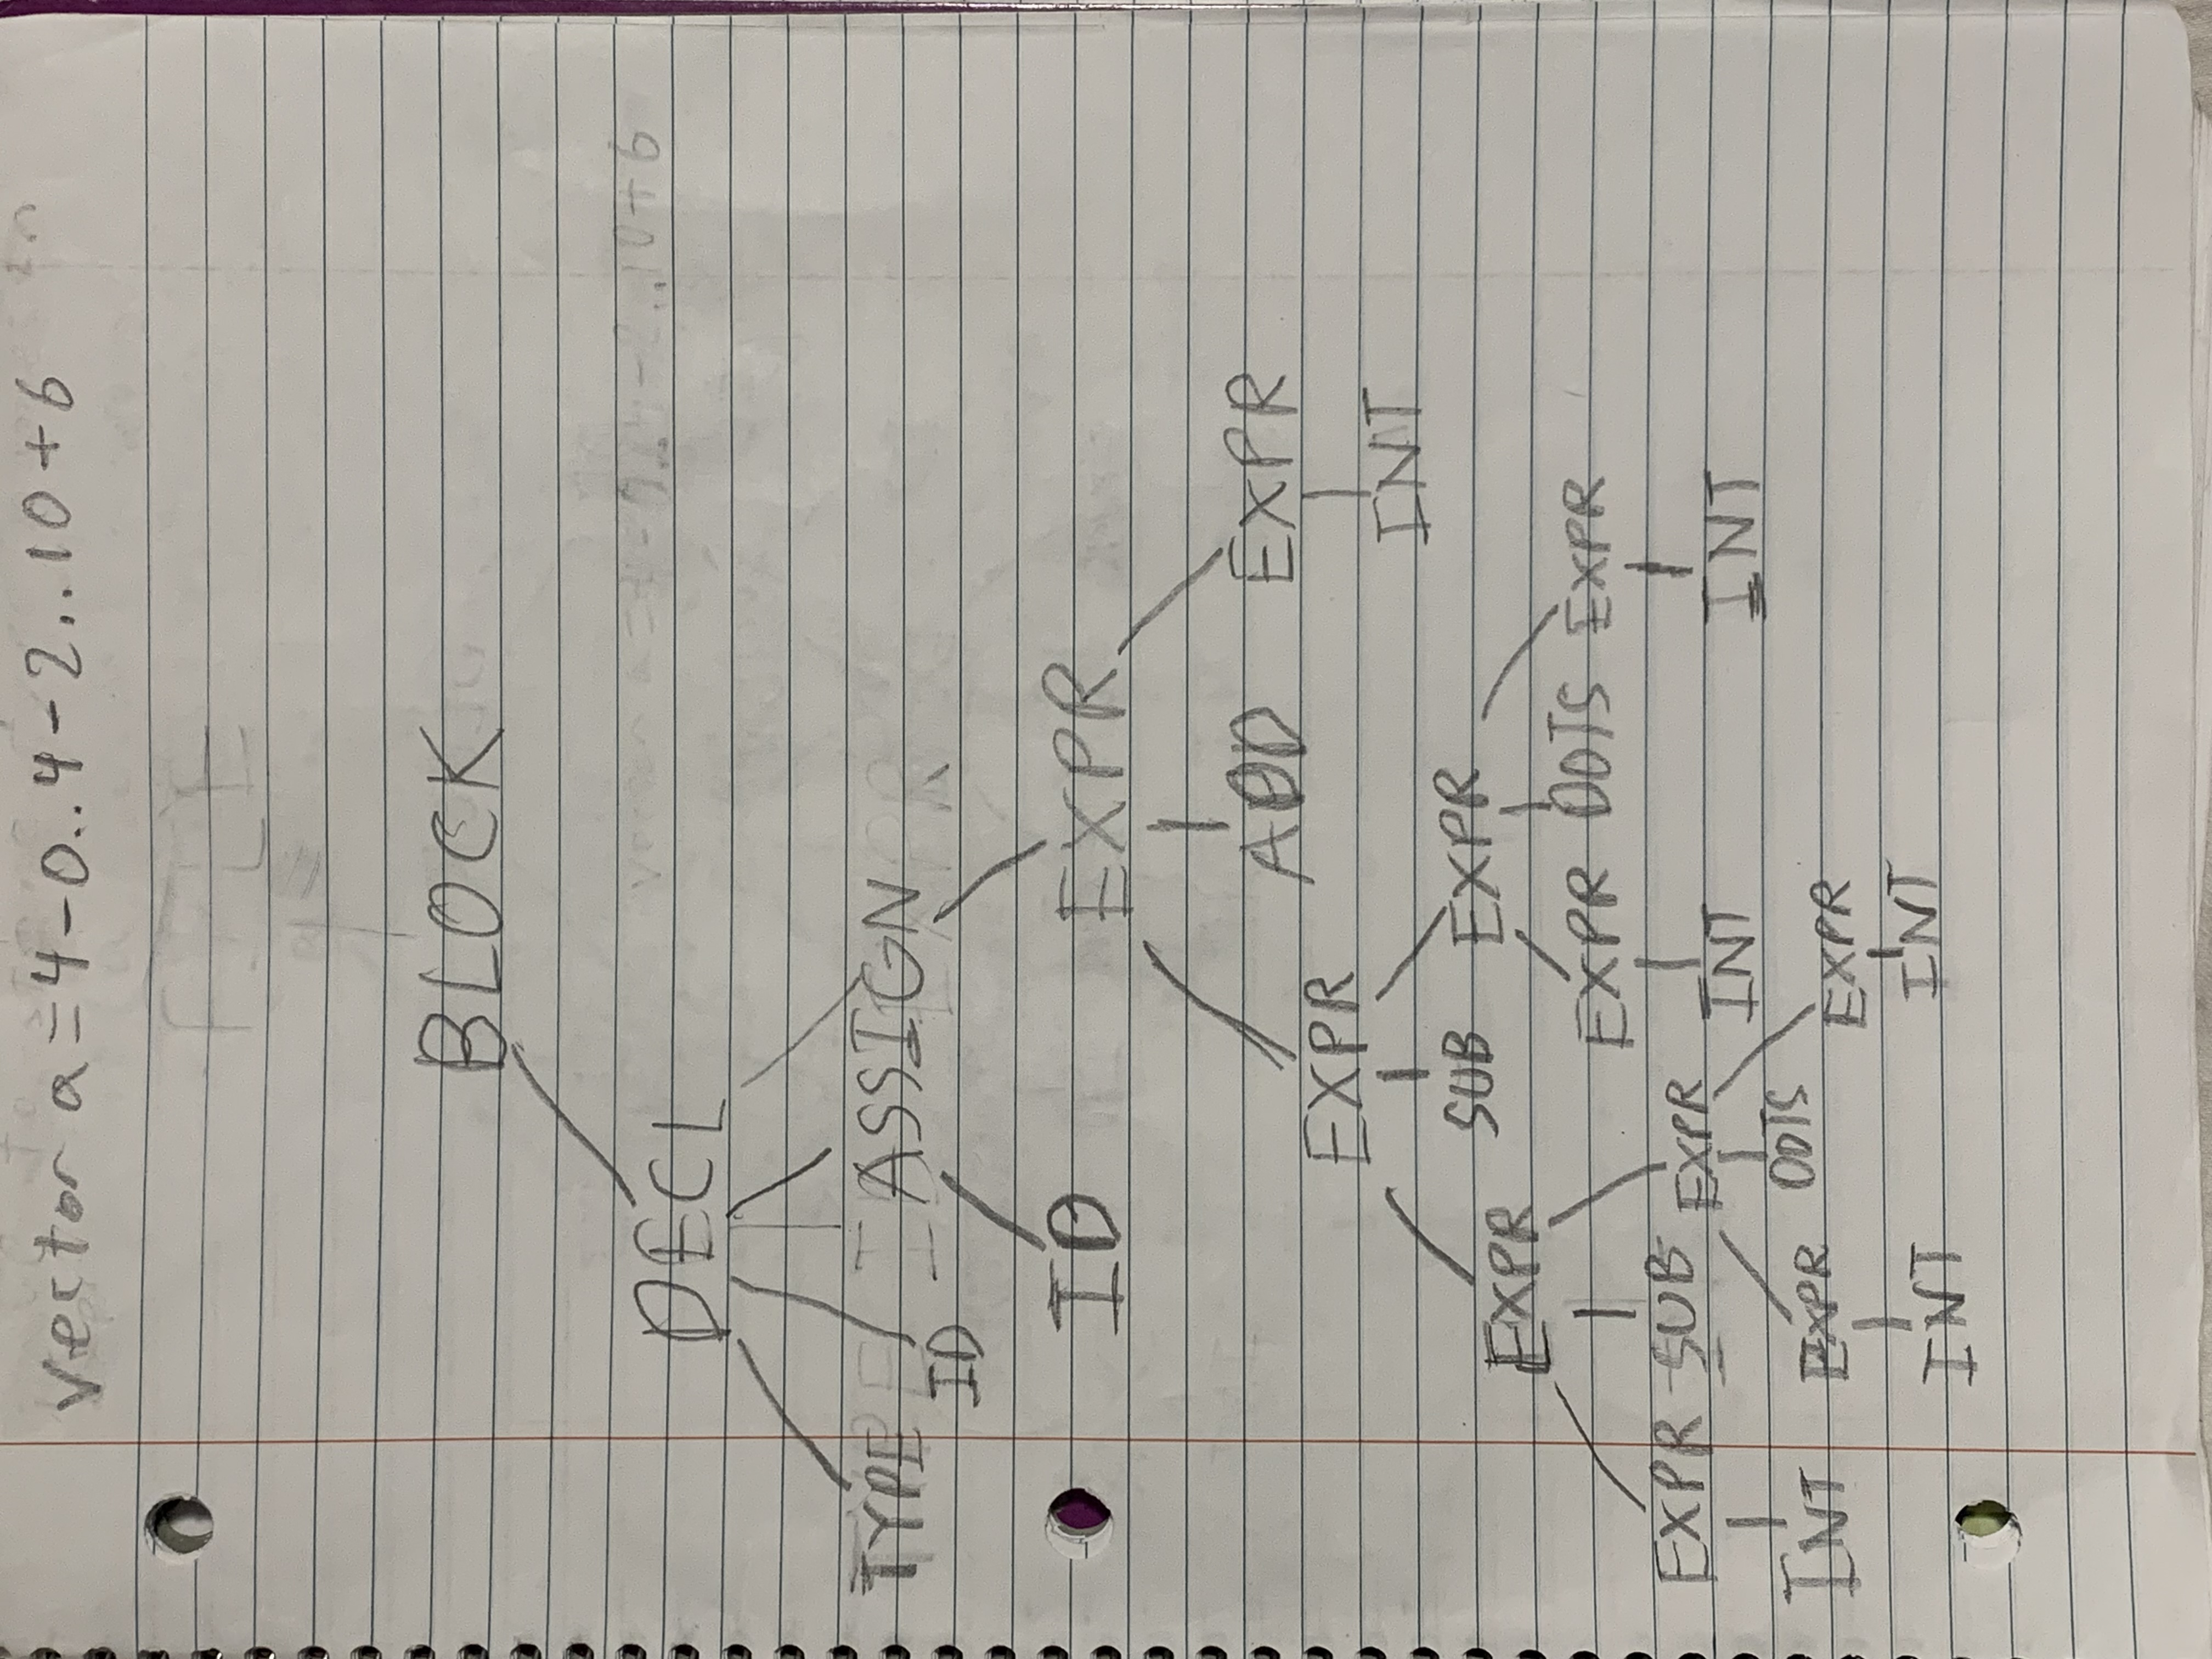 vector a = 4 - 0..4 - 2..10 + 6
BLOCK
DECL
TYPE ID ASSIGN
ID EXPR
EXPR ADD EXPR
INT
EXPR SUB EXPR
EXPR DOTS EXPR
EXPR SUB EXPR INT INT
INT EXPR DOTS EXPR
INT INT